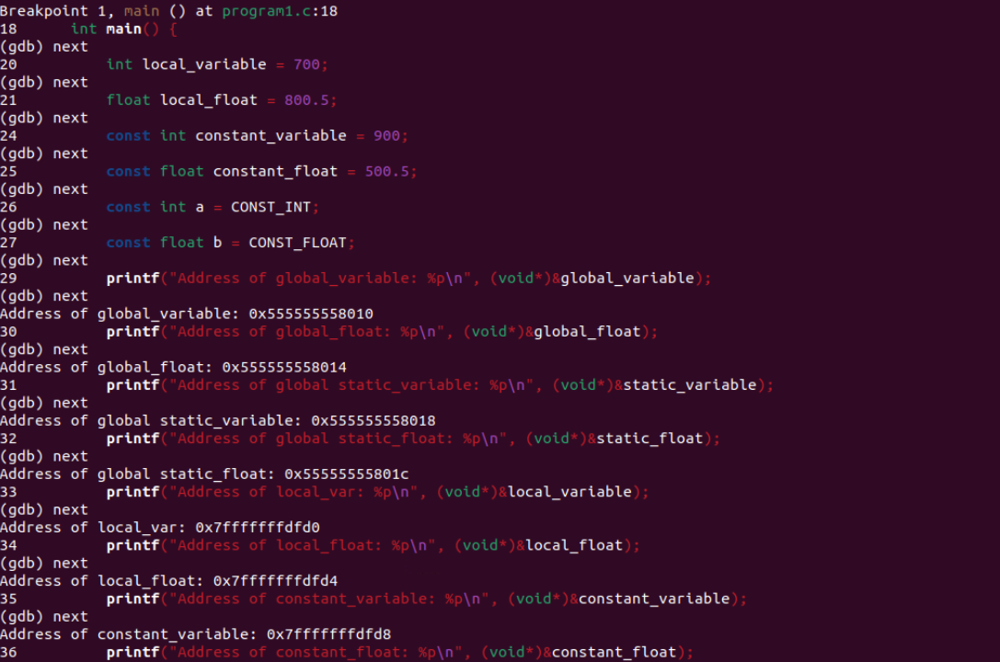 Breakpoint 1, main () at program1.c:18
18      int main() {
(gdb) next
20          int local_variable = 700;
(gdb) next
21          float local_float = 800.5;
(gdb) next
24          const int constant_variable = 900;
(gdb) next
25          const float constant_float = 500.5;
(gdb) next
26          const int a = CONST_INT;
(gdb) next
27          const float b = CONST_FLOAT;
(gdb) next
29          printf("Address of global_variable: %p\n", (void*)&global_variable);
(gdb) next
Address of global_variable: 0x555555558010
30          printf("Address of global_float: %p\n", (void*)&global_float);
(gdb) next
Address of global_float: 0x555555558014
31          printf("Address of global static_variable: %p\n", (void*)&static_variable);
(gdb) next
Address of global static_variable: 0x555555558018
32          printf("Address of global static_float: %p\n", (void*)&static_float);
(gdb) next
Address of global static_float: 0x55555555801c
33          printf("Address of local_var: %p\n", (void*)&local_variable);
(gdb) next
Address of local_var: 0x7fffffffdfd0
34          printf("Address of local_float: %p\n", (void*)&local_float);
(gdb) next
Address of local_float: 0x7fffffffdfd4
35          printf("Address of constant_variable: %p\n", (void*)&constant_variable);
(gdb) next
Address of constant_variable: 0x7fffffffdfd8
36          printf("Address of constant_float: %p\n", (void*)&constant_float);